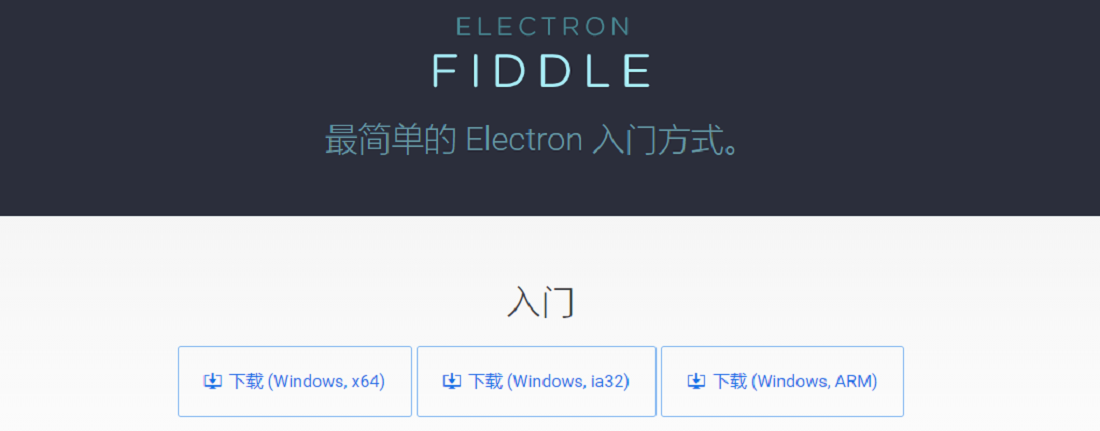 ELECTRON
FIDDLE
最简单的 Electron 入门方式。
入门
下载 (Windows, x64) 下载 (Windows, ia32) 下载 (Windows, ARM)